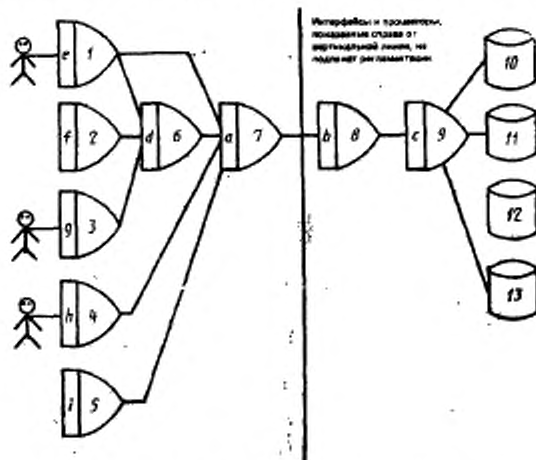 Интерфейсы и процессоры,
показанные справа от
вертикальной линии, не
подлежат регламентации
e 1
10
f 2
d 6
a 7
b 8
c 9
11
g 3
12
h 4
13
i 5